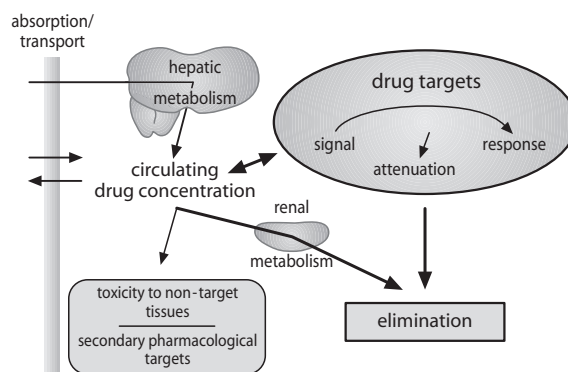 absorption/
transport
hepatic
metabolism
drug targets
signal
response
attenuation
circulating
drug concentration
renal
metabolism
toxicity to non-target
tissues
secondary pharmacological
targets
elimination